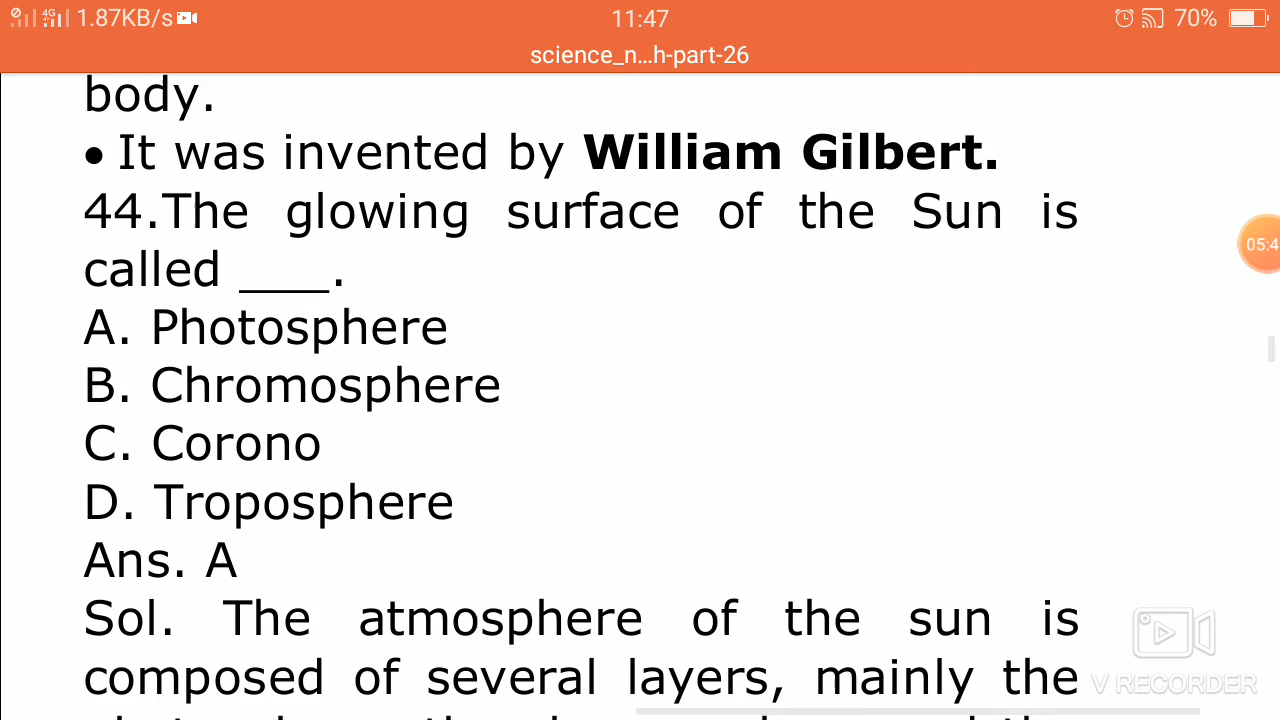 4G 1.87KB/s 11:47 70%
science_n...h-part-26
body.
• It was invented by William Gilbert.
44.The glowing surface of the Sun is
called ___.
05:4
A. Photosphere
B. Chromosphere
C. Corono
D. Troposphere
Ans. A
Sol. The atmosphere of the sun is
composed of several layers, mainly the
V RECORDER